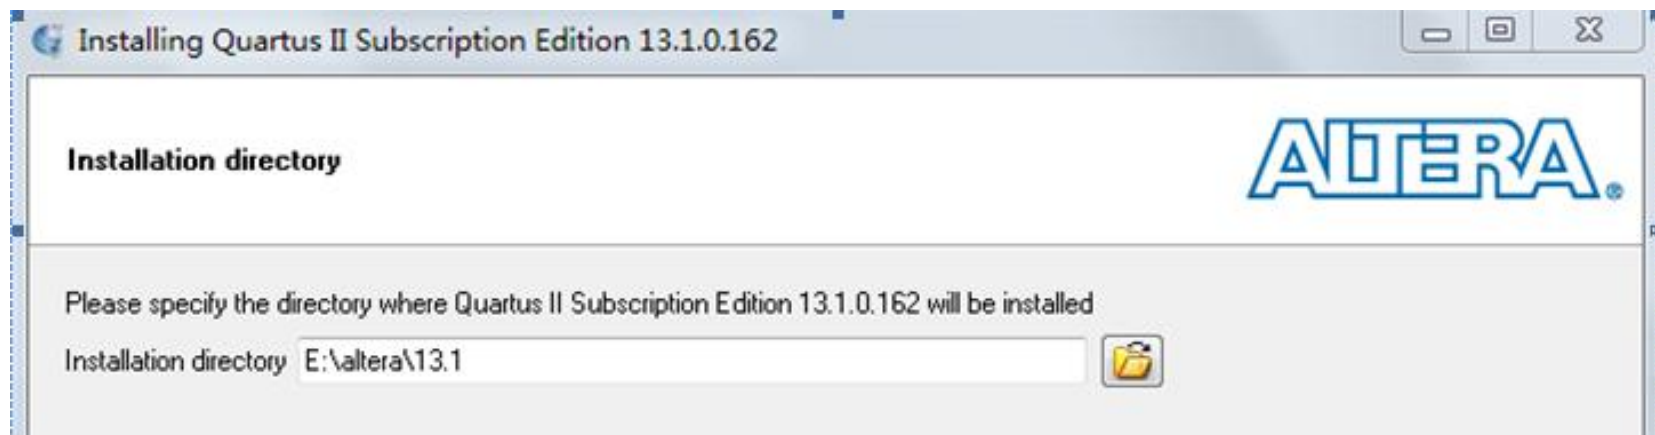 Installing Quartus II Subscription Edition 13.1.0.162
Installation directory
ALTERA®
Please specify the directory where Quartus II Subscription Edition 13.1.0.162 will be installed
Installation directory E:\altera\13.1